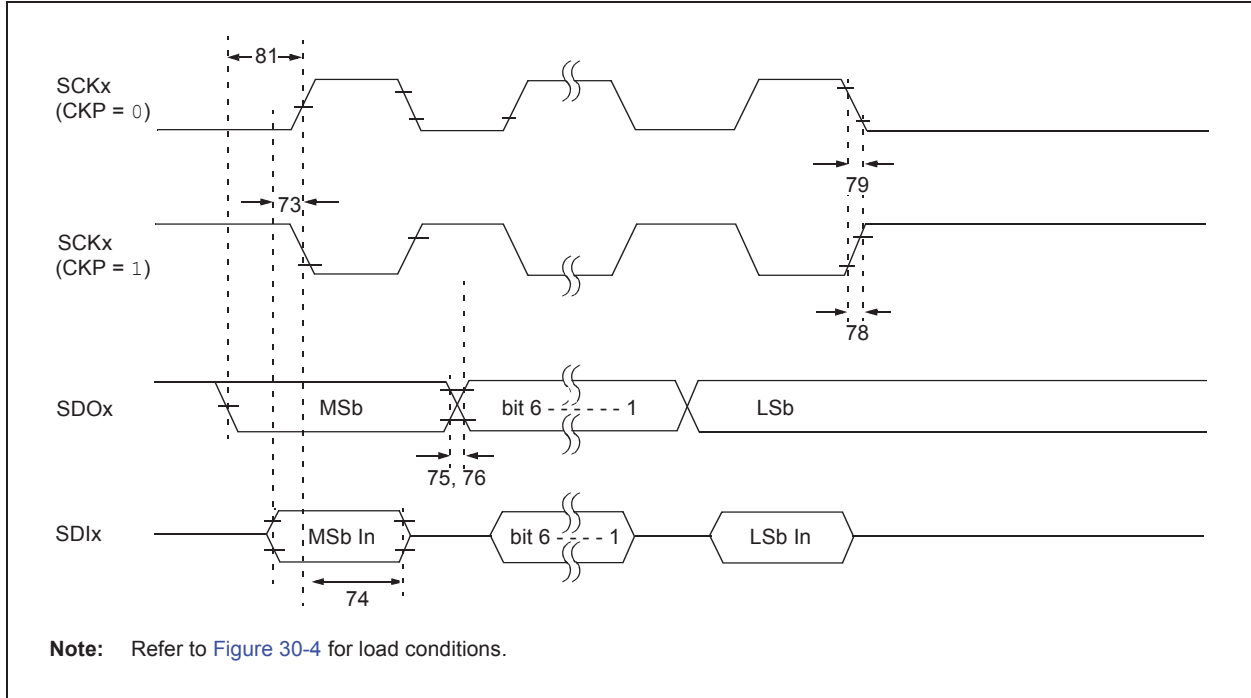 81
SCKx
(CKP = 0)
79
73
SCKx
(CKP = 1)
78
SDOx
MSb
bit 6 - - - - - - 1
LSb
75, 76
SDIx
MSb In
bit 6 - - - - 1
LSb In
74
Note: Refer to Figure 30-4 for load conditions.